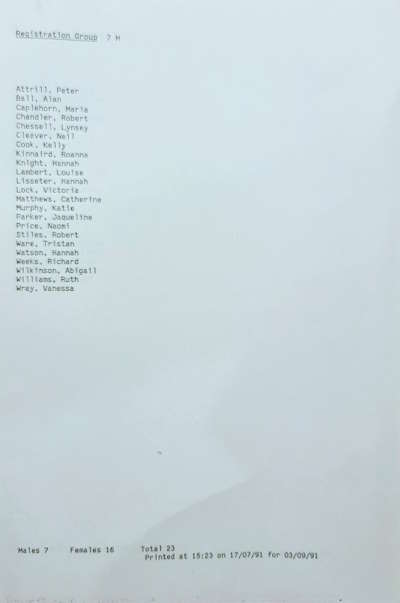 Registration Group 7 M
Attrill, Peter
Ball, Alan
Caplehorn, Maria
Chandler, Robert
Chessell, Lynsey
Cleaver, Neil
Cook, Kelly
Kinnaird, Roanna
Knight, Hannah
Lambert, Louise
Lisseter, Hannah
Lock, Victoria
Matthews, Catherine
Murphy, Katie
Parker, Jaqueline
Price, Naomi
Stiles, Robert
Ware, Tristan
Watson, Hannah
Weeks, Richard
Wilkinson, Abigail
Williams, Ruth
Wray, Vanessa
Males 7 Females 16 Total 23
Printed at 15:23 on 17/07/91 for 03/09/91